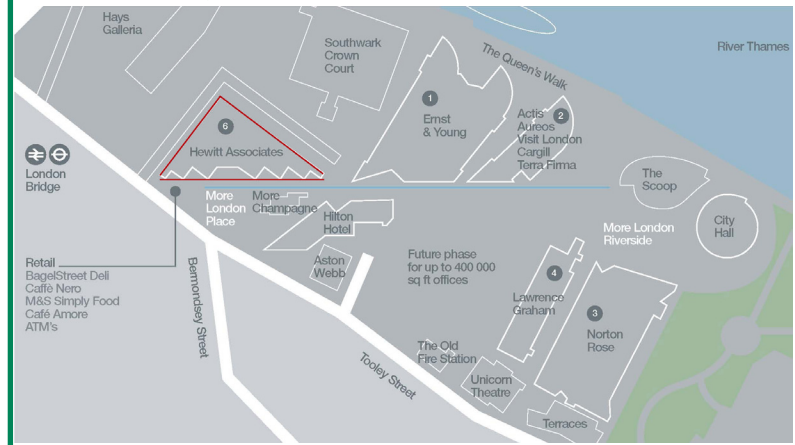 Hays
Galleria
Southwark
Crown
Court
The Queen's Walk
River Thames
1
Ernst
& Young
2
Actis
Aureos
Visit London
Cargill
Terra Firma
6
Hewitt Associates
London
Bridge
The
Scoop
More
London
Place
More
Champagne
Hilton
Hotel
More London
Riverside
City
Hall
Aston
Webb
Future phase
for up to 400 000
sq ft offices
Retail
BagelStreet Deli
Caffè Nero
M&S Simply Food
Café Amore
ATM's
Bermondsey Street
4
Lawrence
Graham
3
Norton
Rose
The Old
Fire Station
Tooley Street
Unicorn
Theatre
Terraces